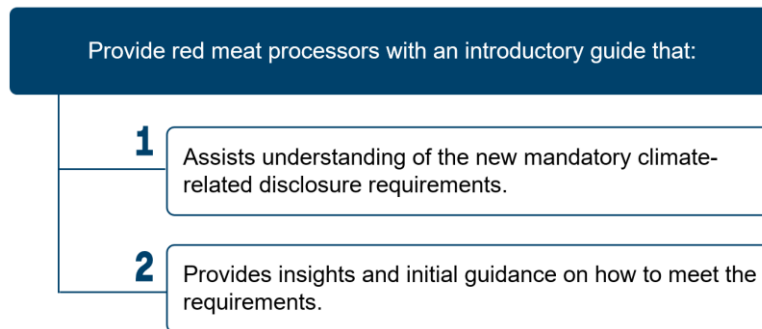 Provide red meat processors with an introductory guide that:
1
Assists understanding of the new mandatory climate-
related disclosure requirements.
2
Provides insights and initial guidance on how to meet the
requirements.